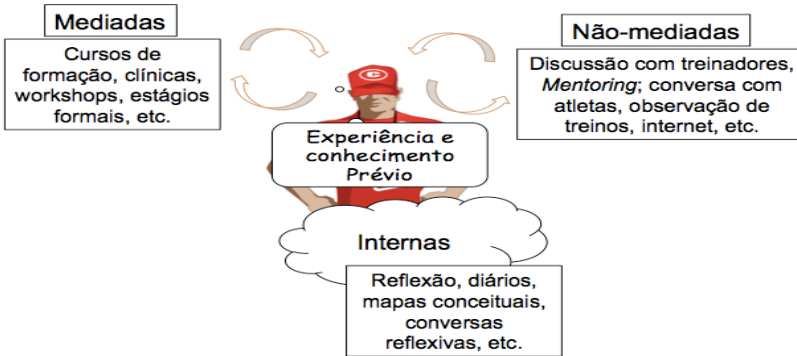 Mediadas
Cursos de
formação, clínicas,
workshops, estágios
formais, etc.
Não-mediadas
Discussão com treinadores,
Mentoring; conversa com
atletas, observação de
treinos, internet, etc.
C
Experiência e
conhecimento
Prévio
Internas
Reflexão, diários,
mapas conceituais,
conversas
reflexivas, etc.